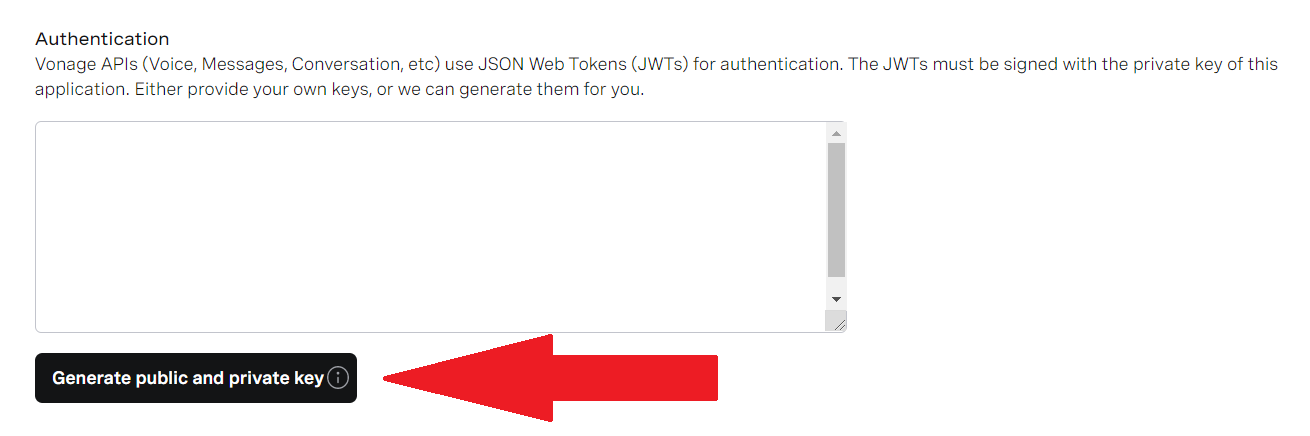 Authentication
Vonage APIs (Voice, Messages, Conversation, etc) use JSON Web Tokens (JWTs) for authentication. The JWTs must be signed with the private key of this
application. Either provide your own keys, or we can generate them for you.
Generate public and private key